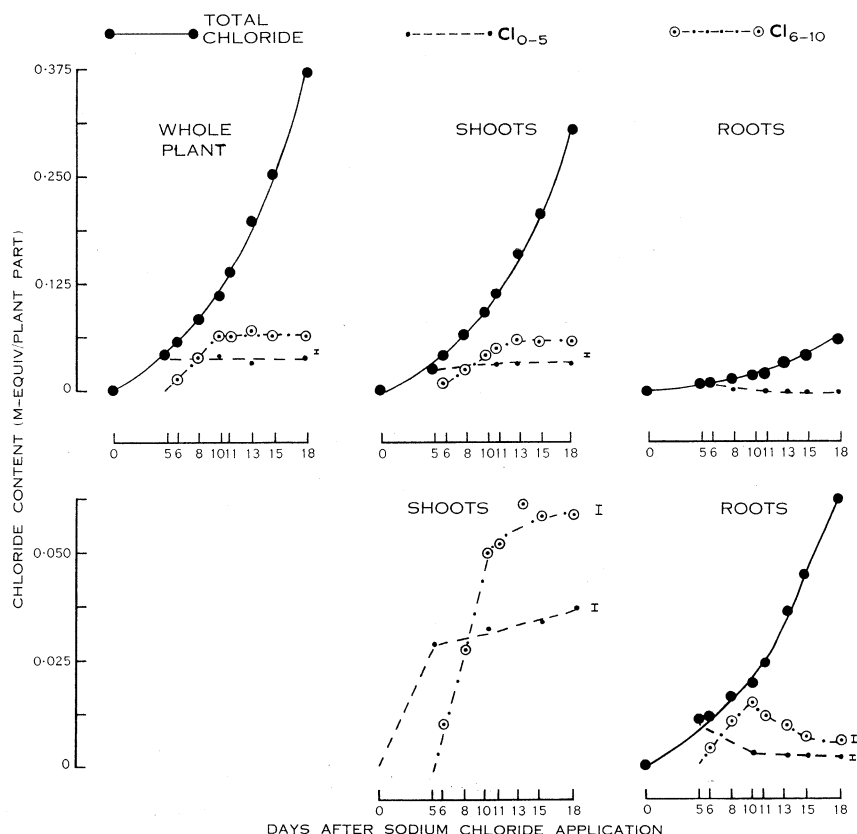 TOTAL CHLORIDE
Cl0-5
Cl6-10
0·375
0·250
0·125
0
WHOLE PLANT
SHOOTS
ROOTS
0 5 6 8 10 11 13 15 18
0 5 6 8 10 11 13 15 18
0 5 6 8 10 11 13 15 18
CHLORIDE CONTENT (M-EQUIV/PLANT PART)
0·050
0·025
0
SHOOTS
ROOTS
0 5 6 8 10 11 13 15 18
0 5 6 8 10 11 13 15 18
DAYS AFTER SODIUM CHLORIDE APPLICATION